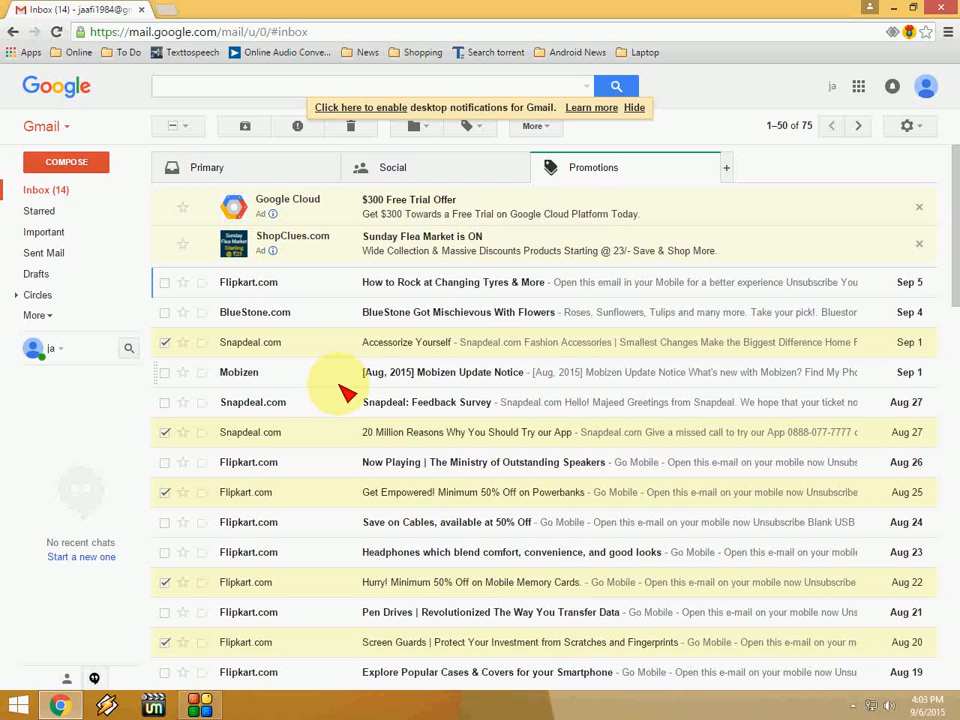 Inbox (14) - jaafi1984@gr
https://mail.google.com/mail/u/0/#inbox
Apps Online To Do Texttospeech Online Audio Conve... News Shopping Search torrent Android News Laptop
Google
ja
Click here to enable desktop notifications for Gmail. Learn more Hide
Gmail
More
1–50 of 75
COMPOSE
Primary
Social
Promotions
+
Inbox (14)
Starred
Important
Sent Mail
Drafts
Circles
More
ja
Google Cloud $300 Free Trial Offer
Ad Get $300 Towards a Free Trial on Google Cloud Platform Today.
Sunday Flea Market
ShopClues.com Sunday Flea Market is ON
Ad Wide Collection & Massive Discounts Products Starting @ 23/- Save & Shop More.
Flipkart.com How to Rock at Changing Tyres & More - Open this email in your Mobile for a better experience Unsubscribe You Sep 5
BlueStone.com BlueStone Got Mischievous With Flowers - Roses, Sunflowers, Tulips and many more. Take your pick!. Blueston Sep 4
Snapdeal.com Accessorize Yourself - Snapdeal.com Fashion Accessories | Smallest Changes Make the Biggest Difference Home F Sep 1
Mobizen [Aug, 2015] Mobizen Update Notice - [Aug, 2015] Mobizen Update Notice What's new with Mobizen? Find My Pho Sep 1
Snapdeal.com Snapdeal: Feedback Survey - Snapdeal.com Hello! Majeed Greetings from Snapdeal. We hope that your ticket no Aug 27
Snapdeal.com 20 Million Reasons Why You Should Try our App - Snapdeal.com Give a missed call to try our App 0888-077-7777 c Aug 27
Flipkart.com Now Playing | The Ministry of Outstanding Speakers - Go Mobile - Open this e-mail on your mobile now Unsubs Aug 26
Flipkart.com Get Empowered! Minimum 50% Off on Powerbanks - Go Mobile - Open this e-mail on your mobile now Unsubscribe Aug 25
Flipkart.com Save on Cables, available at 50% Off - Go Mobile - Open this e-mail on your mobile now Unsubscribe Blank USB Aug 24
Flipkart.com Headphones which blend comfort, convenience, and good looks - Go Mobile - Open this e-mail on your mobile Aug 23
Flipkart.com Hurry! Minimum 50% Off on Mobile Memory Cards. - Go Mobile - Open this e-mail on your mobile now Unsubscribe Aug 22
Flipkart.com Pen Drives | Revolutionized The Way You Transfer Data - Go Mobile - Open this e-mail on your mobile now Uns Aug 21
Flipkart.com Screen Guards | Protect Your Investment from Scratches and Fingerprints - Go Mobile - Open this e-mail on your m Aug 20
Flipkart.com Explore Popular Cases & Covers for your Smartphone - Go Mobile - Open this e-mail on your mobile now Unsubs Aug 19
No recent chats
Start a new one
UM
4:03 PM
9/6/2015